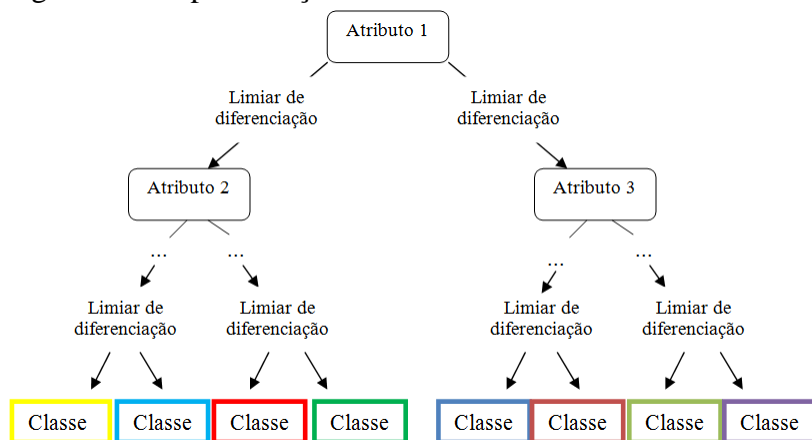 Atributo 1
Limiar de
diferenciação
Limiar de
diferenciação
Atributo 2
Atributo 3
...
...
...
...
Limiar de
diferenciação
Limiar de
diferenciação
Limiar de
diferenciação
Limiar de
diferenciação
Classe
Classe
Classe
Classe
Classe
Classe
Classe
Classe